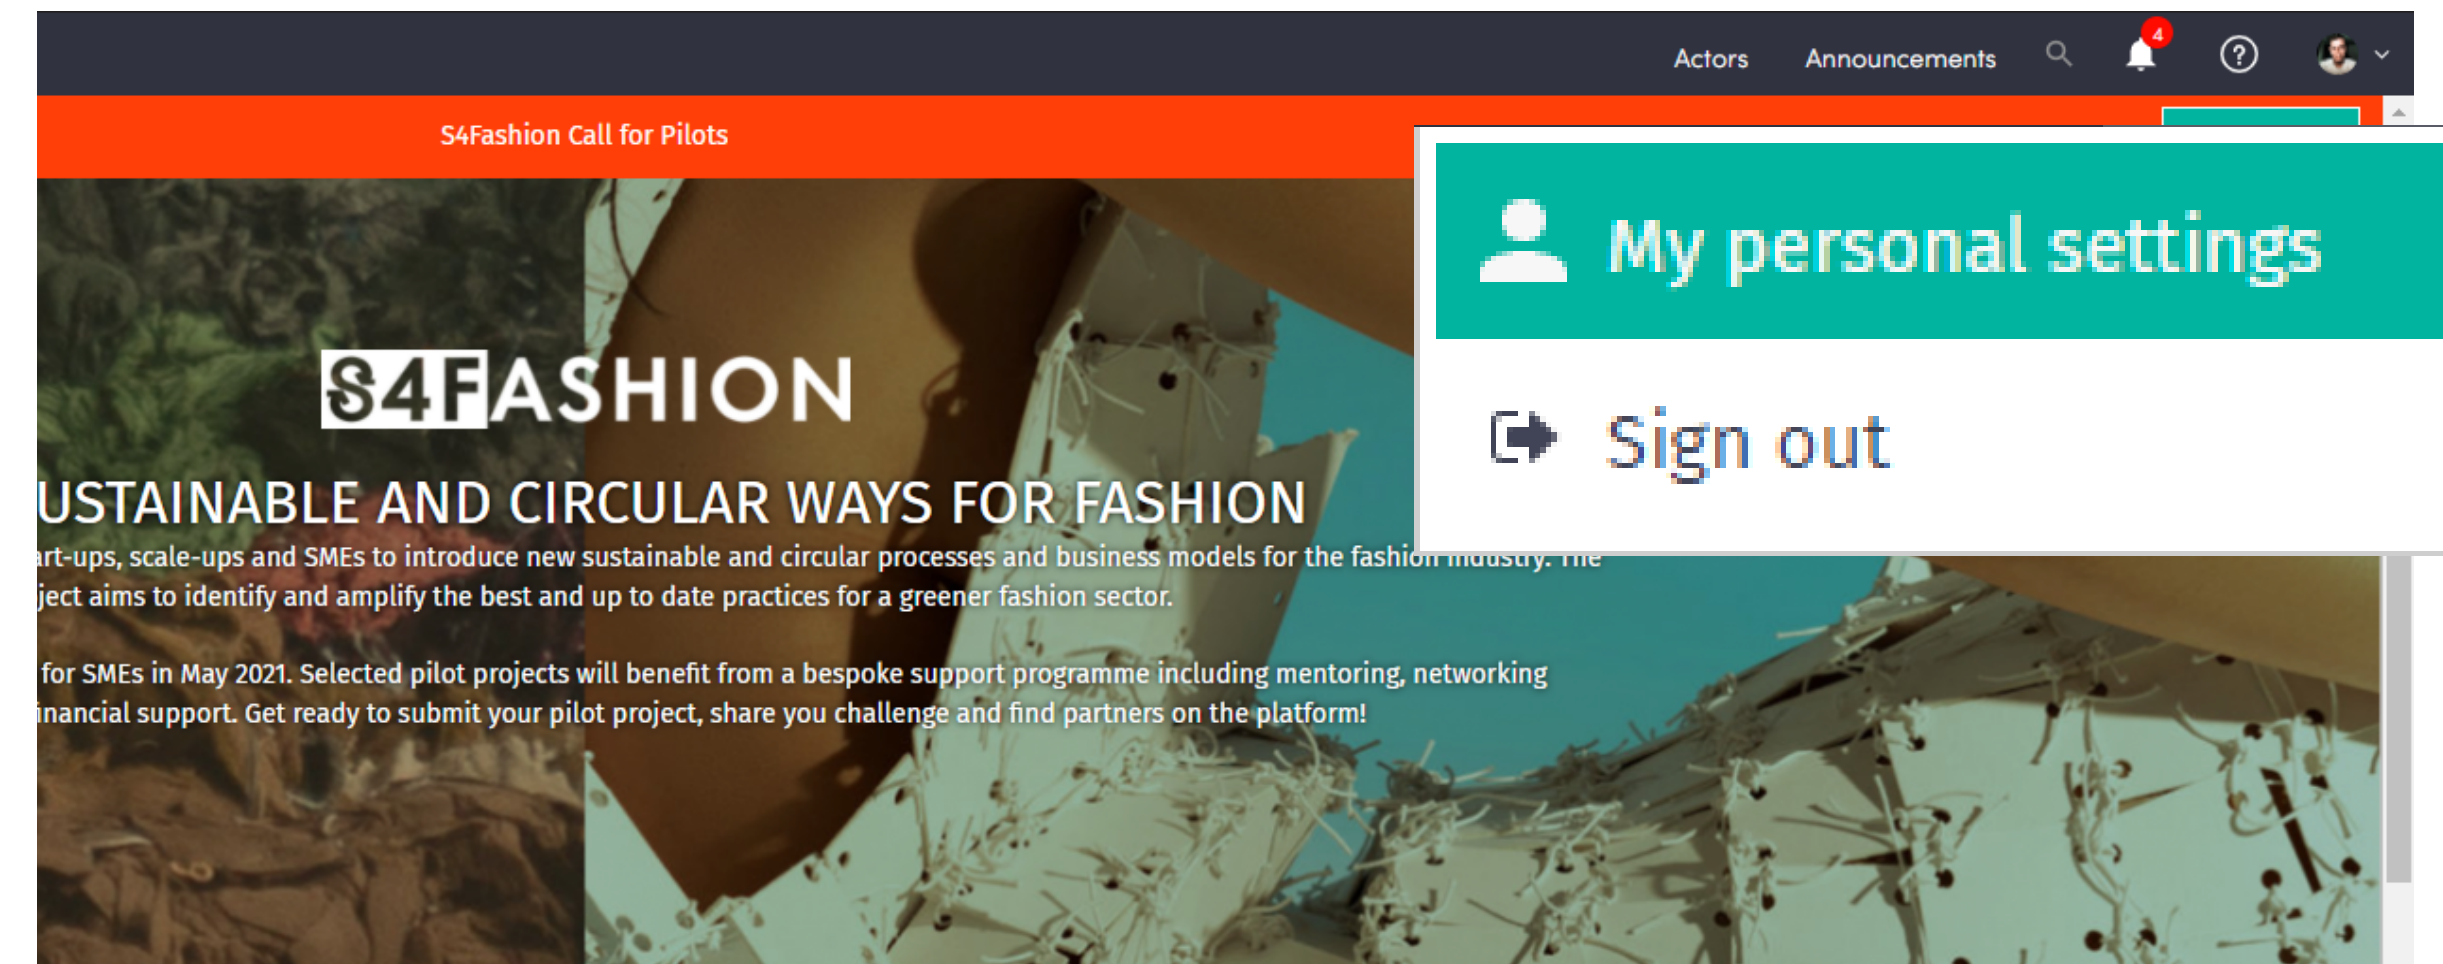 Actors Announcements 4 ?
S4Fashion Call for Pilots
My personal settings
Sign out
S4FASHION
USTAINABLE AND CIRCULAR WAYS FOR FASHION
art-ups, scale-ups and SMEs to introduce new sustainable and circular processes and business models for the fashion industry. The
ject aims to identify and amplify the best and up to date practices for a greener fashion sector.
for SMEs in May 2021. Selected pilot projects will benefit from a bespoke support programme including mentoring, networking
inancial support. Get ready to submit your pilot project, share you challenge and find partners on the platform!